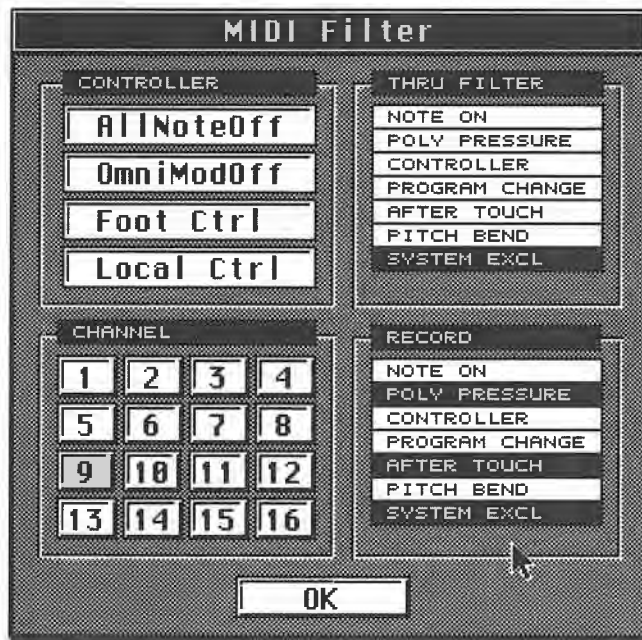 MIDI Filter
CONTROLLER
AllNoteOff
OmniModOff
Foot Ctrl
Local Ctrl
THRU FILTER
NOTE ON
POLY PRESSURE
CONTROLLER
PROGRAM CHANGE
AFTER TOUCH
PITCH BEND
SYSTEM EXCL
CHANNEL
1 2 3 4
5 6 7 8
9 10 11 12
13 14 15 16
RECORD
NOTE ON
POLY PRESSURE
CONTROLLER
PROGRAM CHANGE
AFTER TOUCH
PITCH BEND
SYSTEM EXCL
OK